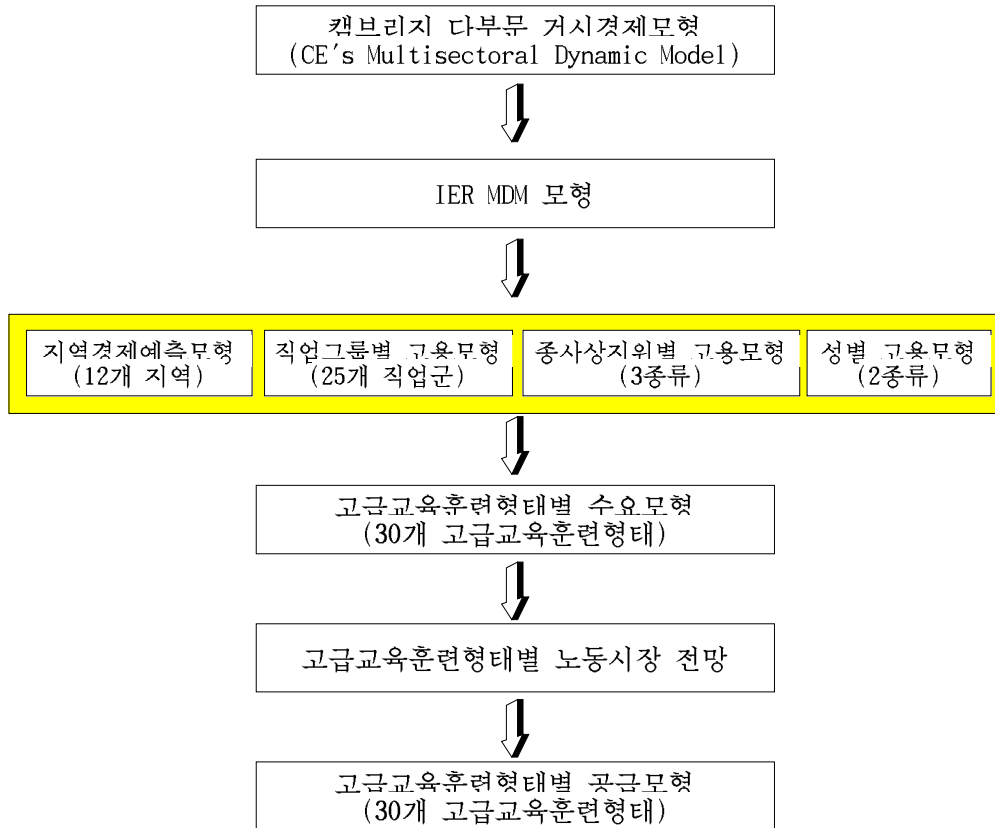 캠브리지 다부문 거시경제모형
(CE's Multisectoral Dynamic Model)
IER MDM 모형
지역경제예측모형
(12개 지역)
직업그룹별 고용모형
(25개 직업군)
종사상지위별 고용모형
(3종류)
성별 고용모형
(2종류)
고급교육훈련형태별 수요모형
(30개 고급교육훈련형태)
고급교육훈련형태별 노동시장 전망
고급교육훈련형태별 공급모형
(30개 고급교육훈련형태)